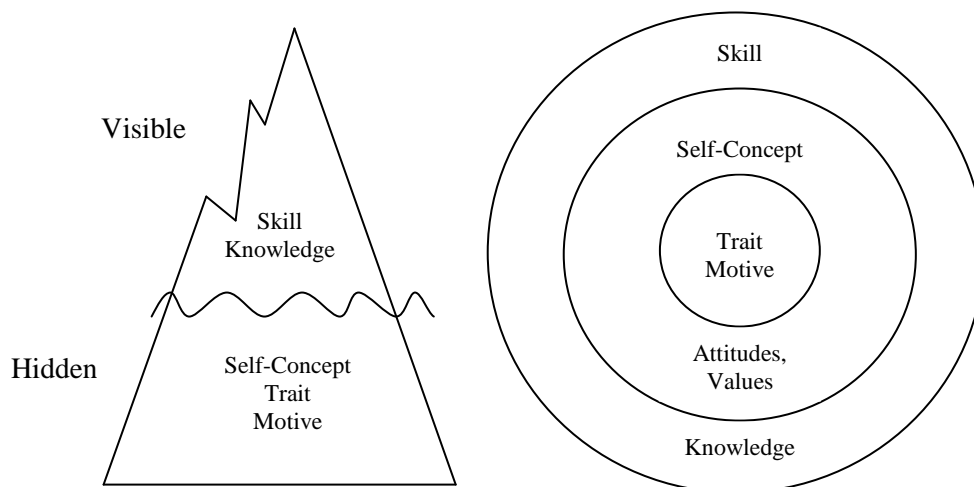 Visible
Skill
Knowledge
Hidden
Self-Concept
Trait
Motive
Skill
Self-Concept
Trait
Motive
Attitudes,
Values
Knowledge